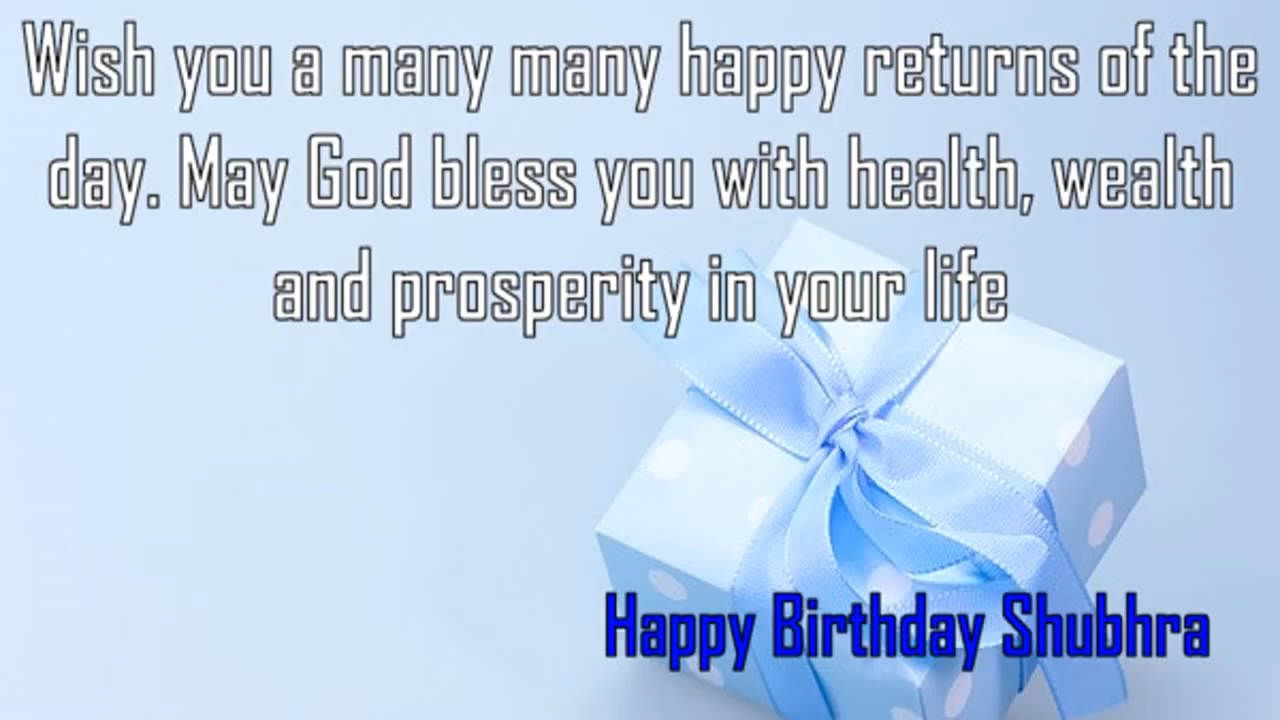 Wish you a many many happy returns of the
day. May God bless you with health, wealth
and prosperity in your life
Happy Birthday Shubhra